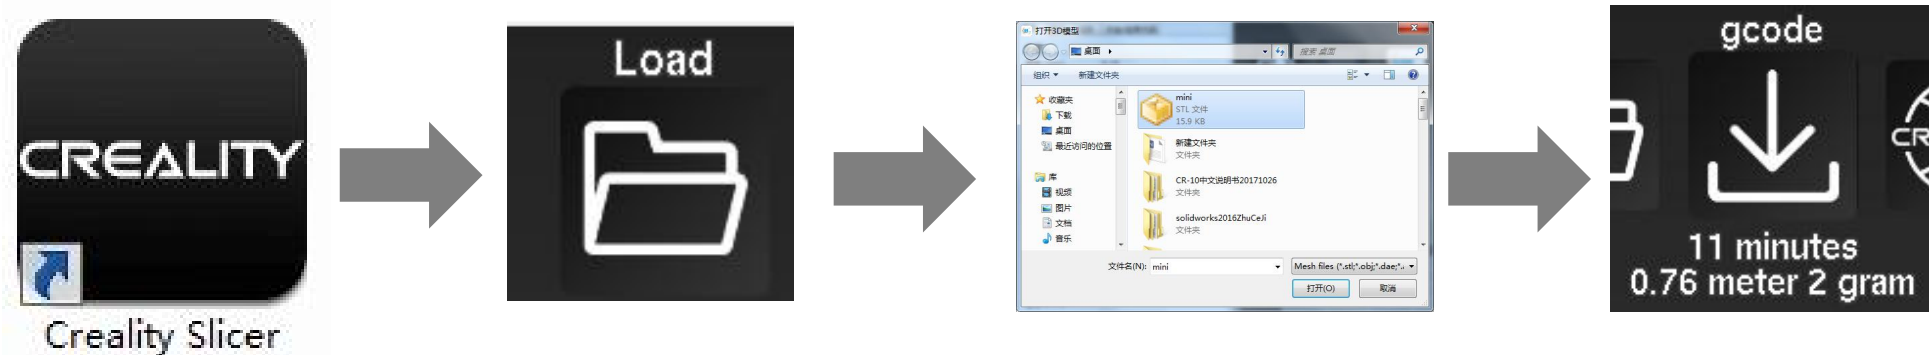 CREALITY
Creality Slicer
Load
打开3D模型
桌面
搜索 桌面
组织
新建文件夹
收藏夹
下载
桌面
最近访问的位置
库
视频
图片
文档
音乐
mini
STL 文件
15.9 KB
新建文件夹
文件夹
CR-10中文说明书20171026
文件夹
solidworks2016ZhuCeJi
文件夹
文件名(N): mini
Mesh files (*.stl;*.obj;*.dae;*.
打开(O)
取消
gcode
CR
11 minutes
0.76 meter 2 gram